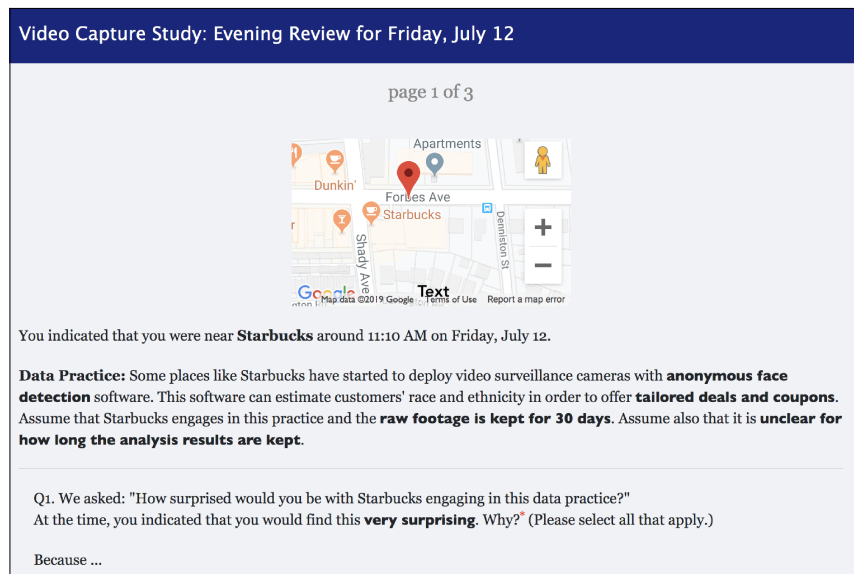 Video Capture Study: Evening Review for Friday, July 12
page 1 of 3
Apartments
Dunkin'
Forbes Ave
Starbucks
Shady Ave
Denniston St
Text
Google
Map data ©2019 Google Terms of Use Report a map error
You indicated that you were near Starbucks around 11:10 AM on Friday, July 12.
Data Practice: Some places like Starbucks have started to deploy video surveillance cameras with anonymous face
detection software. This software can estimate customers' race and ethnicity in order to offer tailored deals and coupons.
Assume that Starbucks engages in this practice and the raw footage is kept for 30 days. Assume also that it is unclear for
how long the analysis results are kept.
Q1. We asked: "How surprised would you be with Starbucks engaging in this data practice?"
At the time, you indicated that you would find this very surprising. Why?* (Please select all that apply.)
Because ...